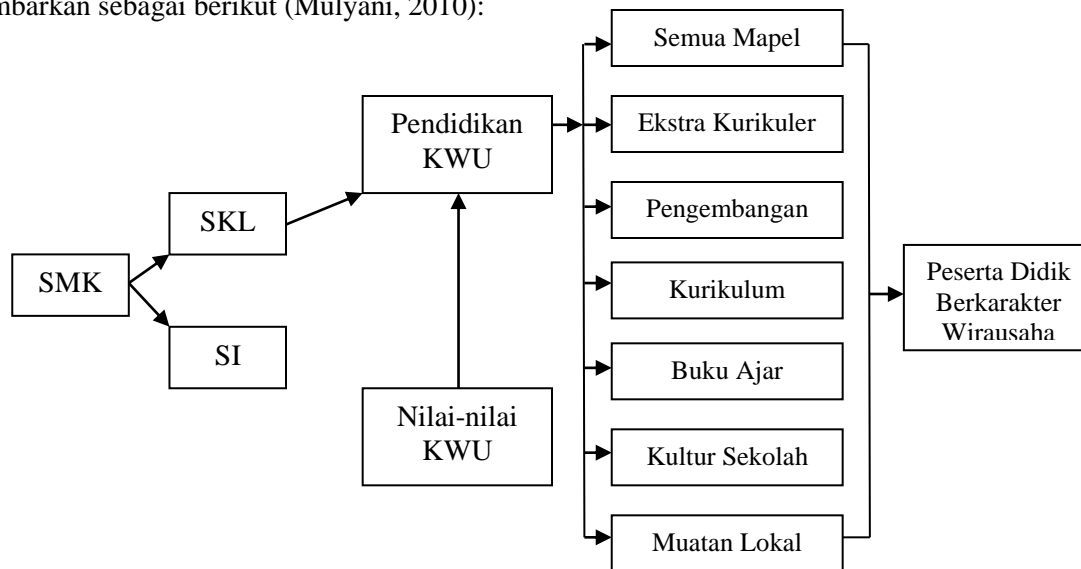 mbarkan sebagai berikut (Mulyani, 2010):
Semua Mapel
Pendidikan
KWU
Ekstra Kurikuler
SKL
Pengembangan
SMK
Kurikulum
Peserta Didik
Berkarakter
Wirausaha
SI
Buku Ajar
Nilai-nilai
KWU
Kultur Sekolah
Muatan Lokal